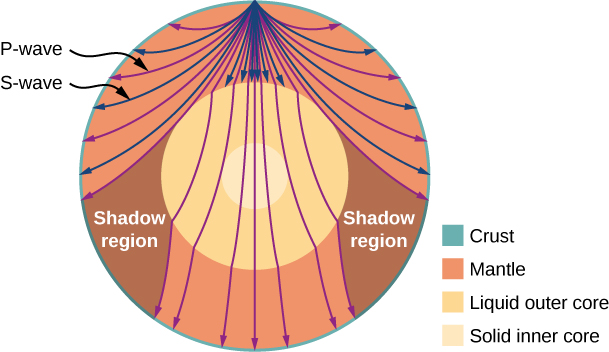 P-wave
S-wave
Shadow
region
Shadow
region
Crust
Mantle
Liquid outer core
Solid inner core